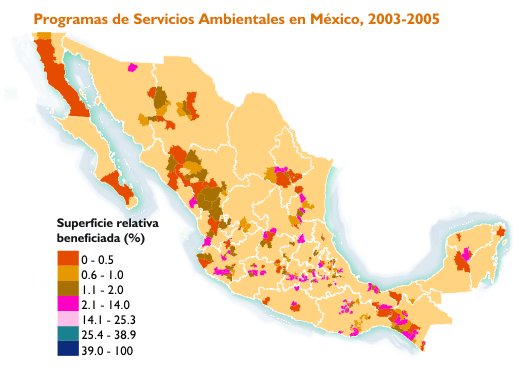 Programas de Servicios Ambientales en México, 2003-2005
Superficie relativa
beneficiada (%)
0 - 0.5
0.6 - 1.0
1.1 - 2.0
2.1 - 14.0
14.1 - 25.3
25.4 - 38.9
39.0 - 100